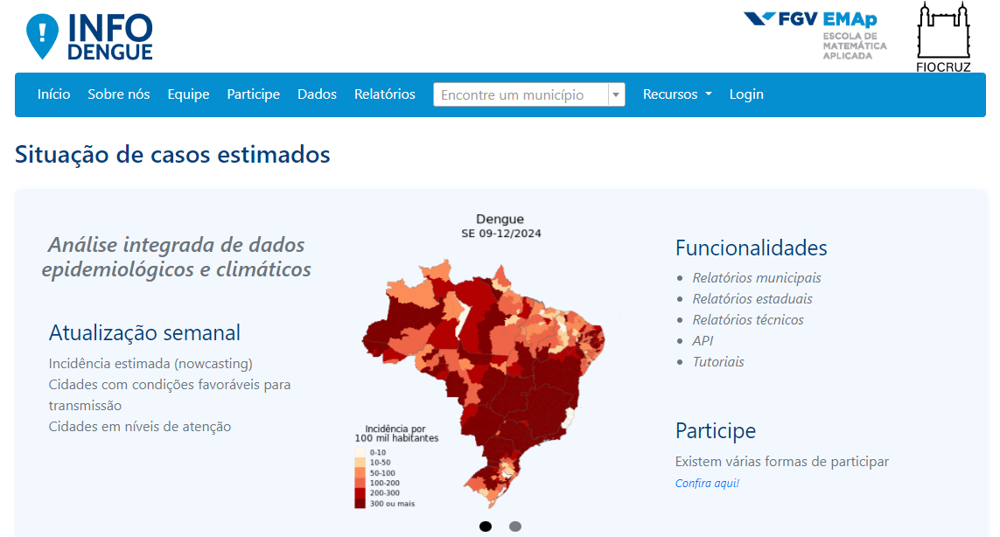 INFO
DENGUE
FGV EMAp
ESCOLA DE
MATEMÁTICA
APLICADA
FIOCRUZ
Início Sobre nós Equipe Participe Dados Relatórios Encontre um município Recursos Login
Situação de casos estimados
Análise integrada de dados
epidemiológicos e climáticos
Atualização semanal
Incidência estimada (nowcasting)
Cidades com condições favoráveis para
transmissão
Cidades em níveis de atenção
Dengue
SE 09-12/2024
Incidência por
100 mil habitantes
0-10
10-50
50-100
100-200
200-300
300 ou mais
Funcionalidades
Relatórios municipais
Relatórios estaduais
Relatórios técnicos
API
Tutoriais
Participe
Existem várias formas de participar
Confira aqui!